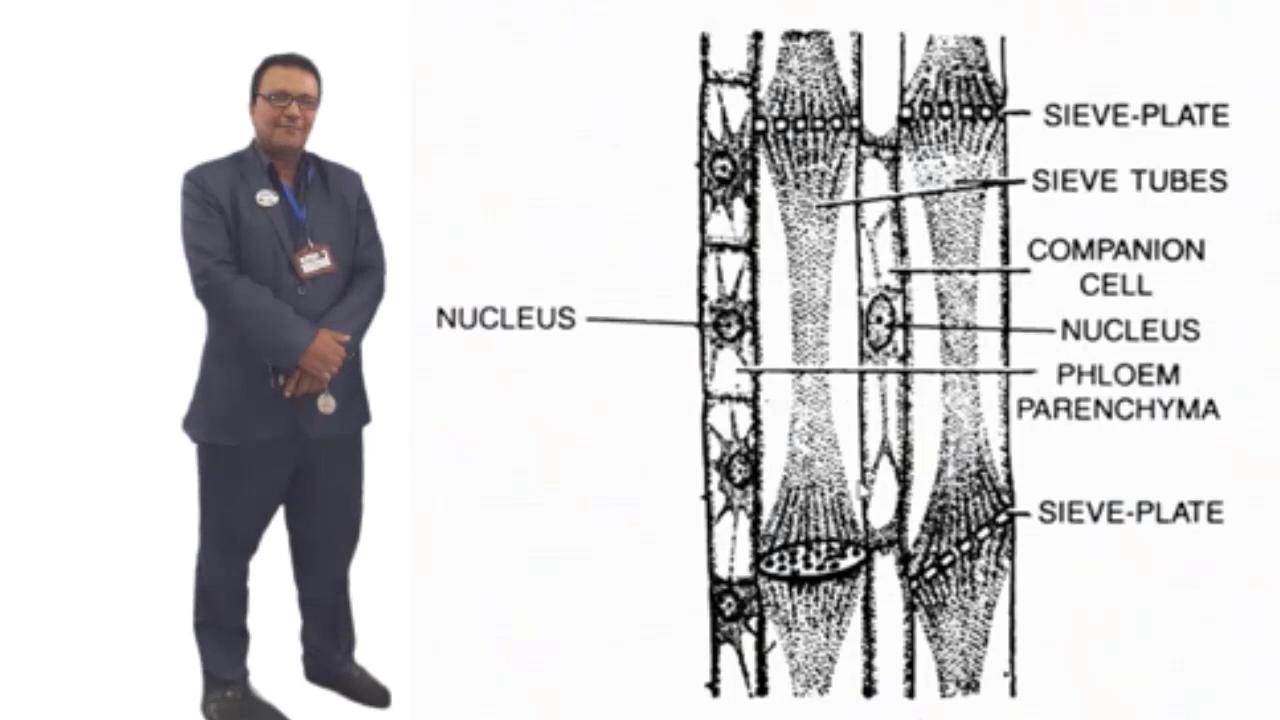 SIEVE-PLATE
SIEVE TUBES
COMPANION
CELL
NUCLEUS
NUCLEUS
PHLOEM
PARENCHYMA
SIEVE-PLATE